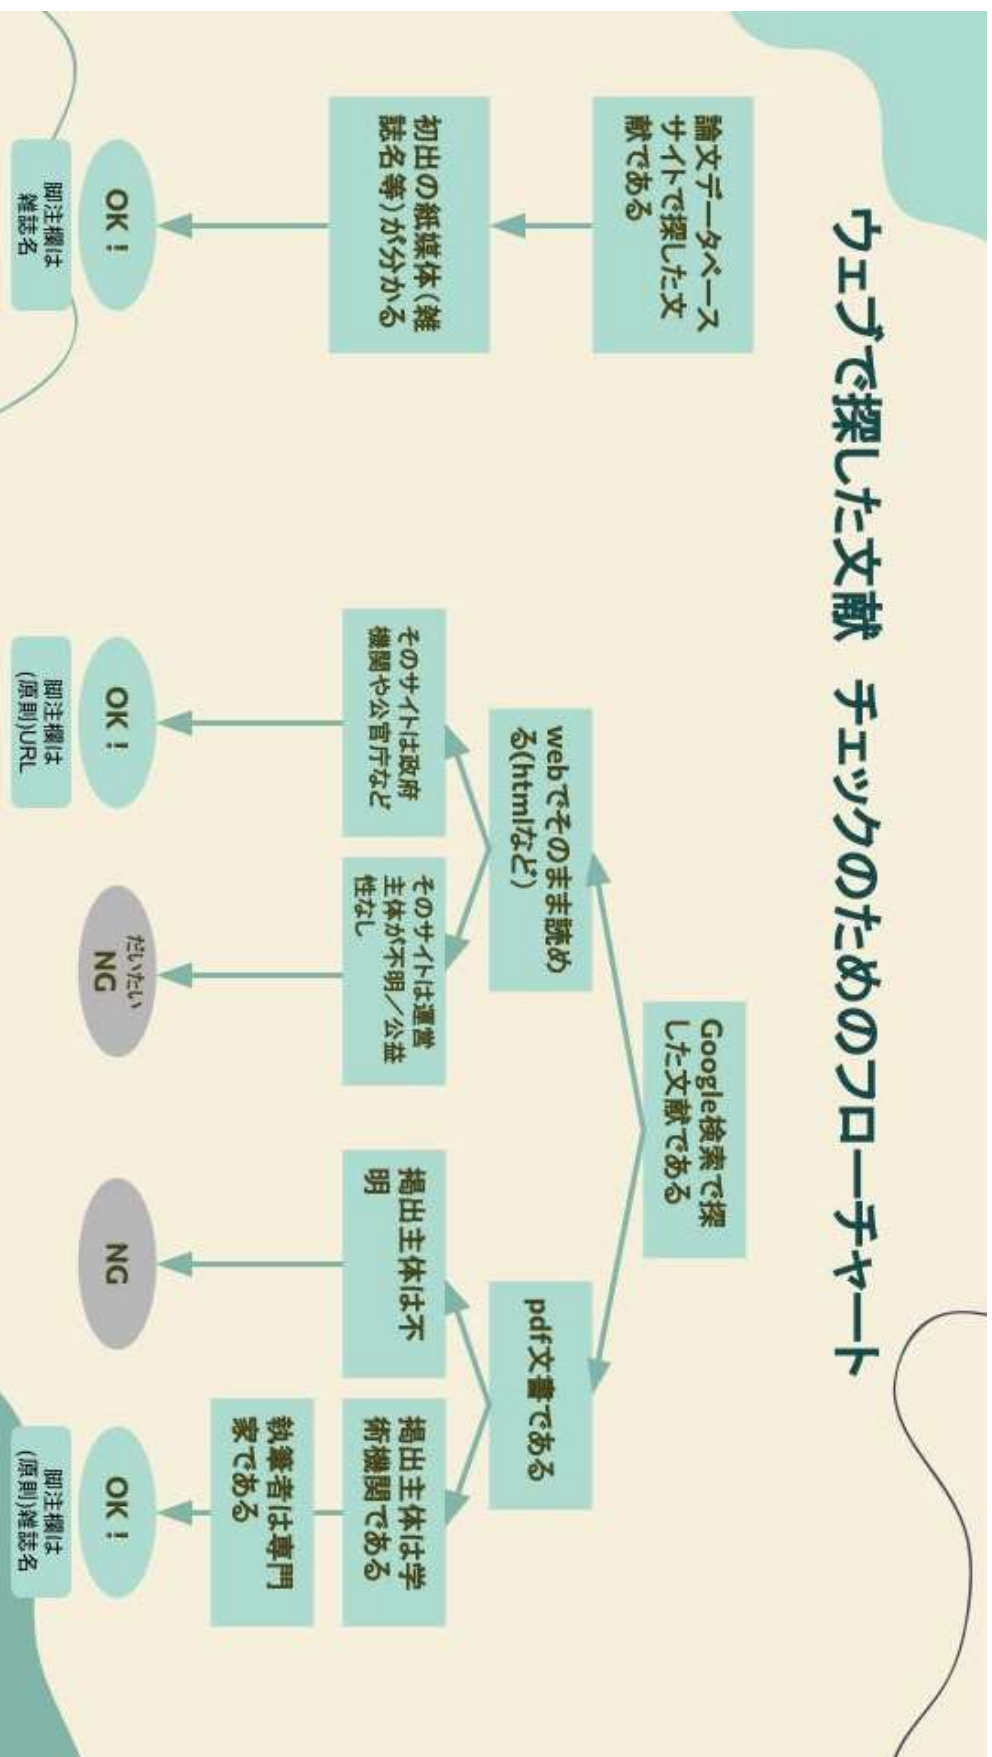 ウェブで探した文献　チェックのためのフローチャート
論文データベース
サイトで探した文
献である
初出の紙媒体（雑
誌名等）が分かる
OK！
脚注欄は
雑誌名
Google検索で探
した文献である
webでそのまま読め
る(htmlなど)
そのサイトは政府
機関や公官庁など
OK！
脚注欄は
(原則)URL
そのサイトは運営
主体が不明／公益
性なし
だいたい
NG
pdf文書である
掲出主体は不
明
NG
掲出主体は学
術機関である
執筆者は専門
家である
OK！
脚注欄は
(原則)雑誌名